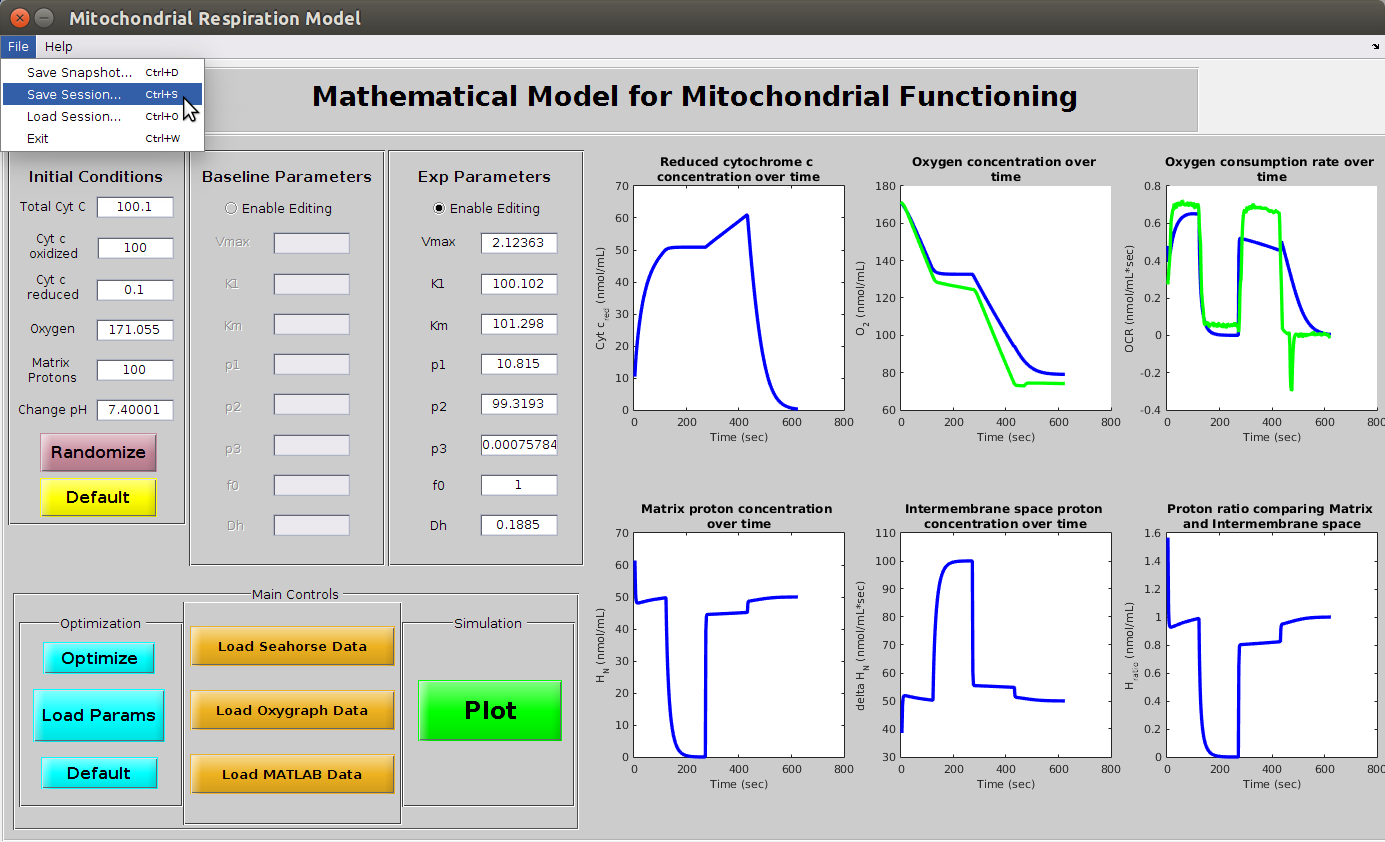 Mitochondrial Respiration Model
File Help
Save Snapshot... Ctrl+D
Save Session... Ctrl+S
Load Session... Ctrl+O
Exit Ctrl+W
Mathematical Model for Mitochondrial Functioning
Initial Conditions
Total Cyt C 100.1
Cyt c
oxidized 100
Cyt c
reduced 0.1
Oxygen 171.055
Matrix
Protons 100
Change pH 7.40001
Randomize
Default
Baseline Parameters
Enable Editing
Vmax
K1
Km
p1
p2
p3
f0
Dh
Exp Parameters
Enable Editing
Vmax 2.12363
K1 100.102
Km 101.298
p1 10.815
p2 99.3193
p3 0.00075784
f0 1
Dh 0.1885
Main Controls
Optimization
Optimize
Load Params
Default
Load Seahorse Data
Load Oxygraph Data
Load MATLAB Data
Simulation
Plot
Reduced cytochrome c
concentration over time
Cyt c_red (nmol/mL)
70
60
50
40
30
20
10
0
0 200 400 600 800
Time (sec)
Oxygen concentration over
time
O2 (nmol/mL)
180
160
140
120
100
80
60
0 200 400 600 800
Time (sec)
Oxygen consumption rate over
time
OCR (nmol/mL*sec)
0.8
0.6
0.4
0.2
0
-0.2
-0.4
0 200 400 600 800
Time (sec)
Matrix proton concentration
over time
H_N (nmol/mL)
70
60
50
40
30
20
10
0
0 200 400 600 800
Time (sec)
Intermembrane space proton
concentration over time
delta H_N (nmol/mL*sec)
110
100
90
80
70
60
50
40
30
0 200 400 600 800
Time (sec)
Proton ratio comparing Matrix
and Intermembrane space
H_ratio (nmol/mL)
1.6
1.4
1.2
1
0.8
0.6
0.4
0.2
0
0 200 400 600 800
Time (sec)